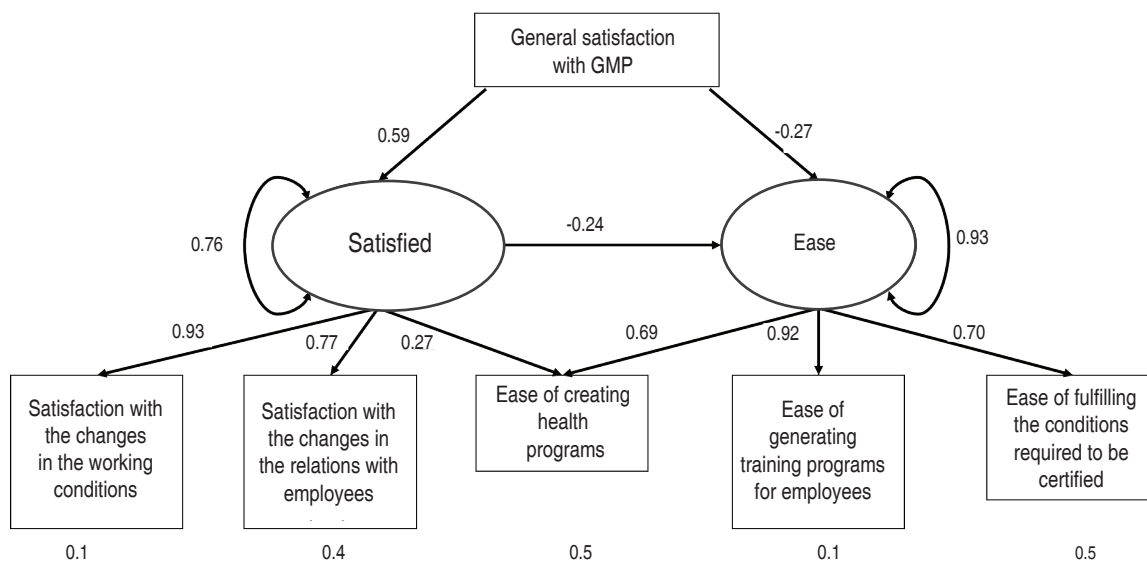 General satisfaction
with GMP
0.59
-0.27
0.76
Satisfied
-0.24
Ease
0.93
0.93
0.77
0.27
0.69
0.92
0.70
Satisfaction with
the changes
in the working
conditions
Satisfaction with
the changes in
the relations with
employees
Ease of creating
health
programs
Ease of
generating
training programs
for employees
Ease of fulfilling
the conditions
required to be
certified
0.1
0.4
0.5
0.1
0.5